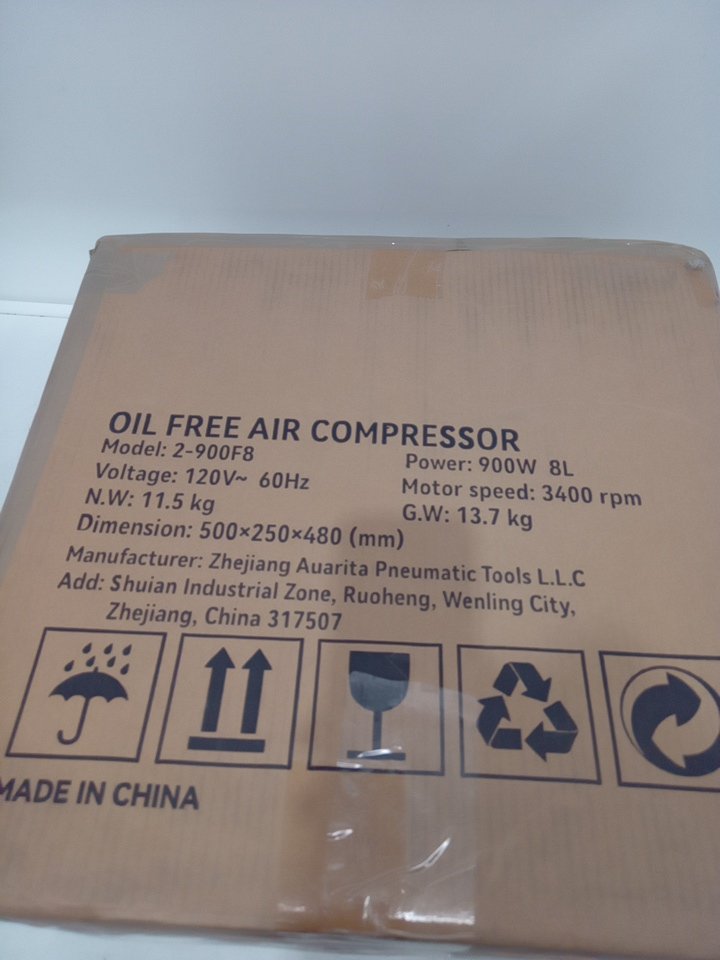 OIL FREE AIR COMPRESSOR
Model: 2-900F8 Power: 900W 8L
Voltage: 120V~ 60Hz Motor speed: 3400 rpm
N.W: 11.5 kg G.W: 13.7 kg
Dimension: 500×250×480 (mm)
Manufacturer: Zhejiang Auarita Pneumatic Tools L.L.C
Add: Shuian Industrial Zone, Ruoheng, Wenling City,
Zhejiang, China 317507
MADE IN CHINA